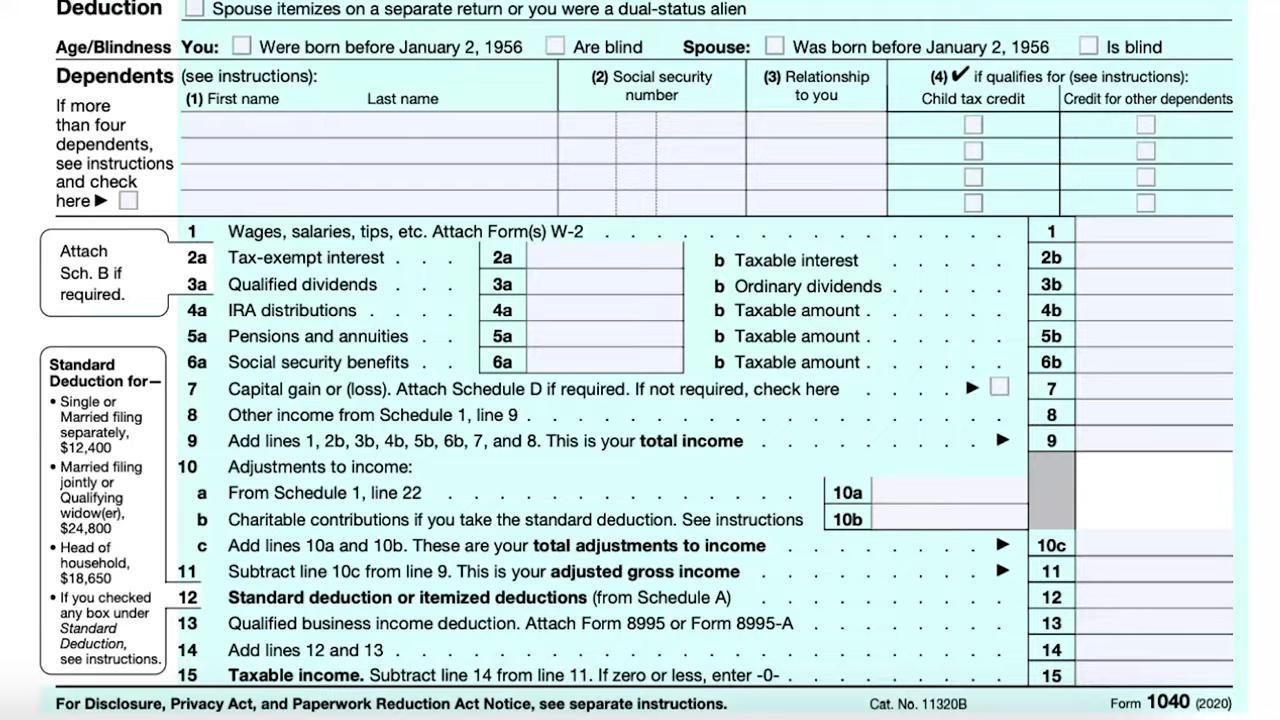 Deduction Spouse itemizes on a separate return or you were a dual-status alien
Age/Blindness You: Were born before January 2, 1956 Are blind Spouse: Was born before January 2, 1956 Is blind
Dependents (see instructions):
(1) First name Last name
(2) Social security
number
(3) Relationship
to you
(4) ✔ if qualifies for (see instructions):
Child tax credit Credit for other dependents
If more
than four
dependents,
see instructions
and check
here ▶
Attach
Sch. B if
required.
1 Wages, salaries, tips, etc. Attach Form(s) W-2 . . . . . . . . . . . . . . . . 1
2a Tax-exempt interest . . . 2a b Taxable interest . . . . . 2b
3a Qualified dividends . . . 3a b Ordinary dividends . . . . . 3b
4a IRA distributions . . . . 4a b Taxable amount . . . . . . 4b
5a Pensions and annuities . . 5a b Taxable amount . . . . . . 5b
6a Social security benefits . . 6a b Taxable amount . . . . . . 6b
Standard
Deduction for—
• Single or
Married filing
separately,
$12,400
• Married filing
jointly or
Qualifying
widow(er),
$24,800
• Head of
household,
$18,650
• If you checked
any box under
Standard
Deduction,
see instructions.
7 Capital gain or (loss). Attach Schedule D if required. If not required, check here . . . . ▶ 7
8 Other income from Schedule 1, line 9 . . . . . . . . . . . . . . . . . . 8
9 Add lines 1, 2b, 3b, 4b, 5b, 6b, 7, and 8. This is your total income . . . . . . . . . ▶ 9
10 Adjustments to income:
a From Schedule 1, line 22 . . . . . . . . . . . . . 10a
b Charitable contributions if you take the standard deduction. See instructions 10b
c Add lines 10a and 10b. These are your total adjustments to income . . . . . . . . ▶ 10c
11 Subtract line 10c from line 9. This is your adjusted gross income . . . . . . . . . ▶ 11
12 Standard deduction or itemized deductions (from Schedule A) . . . . . . . . . . 12
13 Qualified business income deduction. Attach Form 8995 or Form 8995-A . . . . . . . . 13
14 Add lines 12 and 13 . . . . . . . . . . . . . . . . . . . . . . . 14
15 Taxable income. Subtract line 14 from line 11. If zero or less, enter -0- . . . . . . . . . 15
For Disclosure, Privacy Act, and Paperwork Reduction Act Notice, see separate instructions. Cat. No. 11320B Form 1040 (2020)